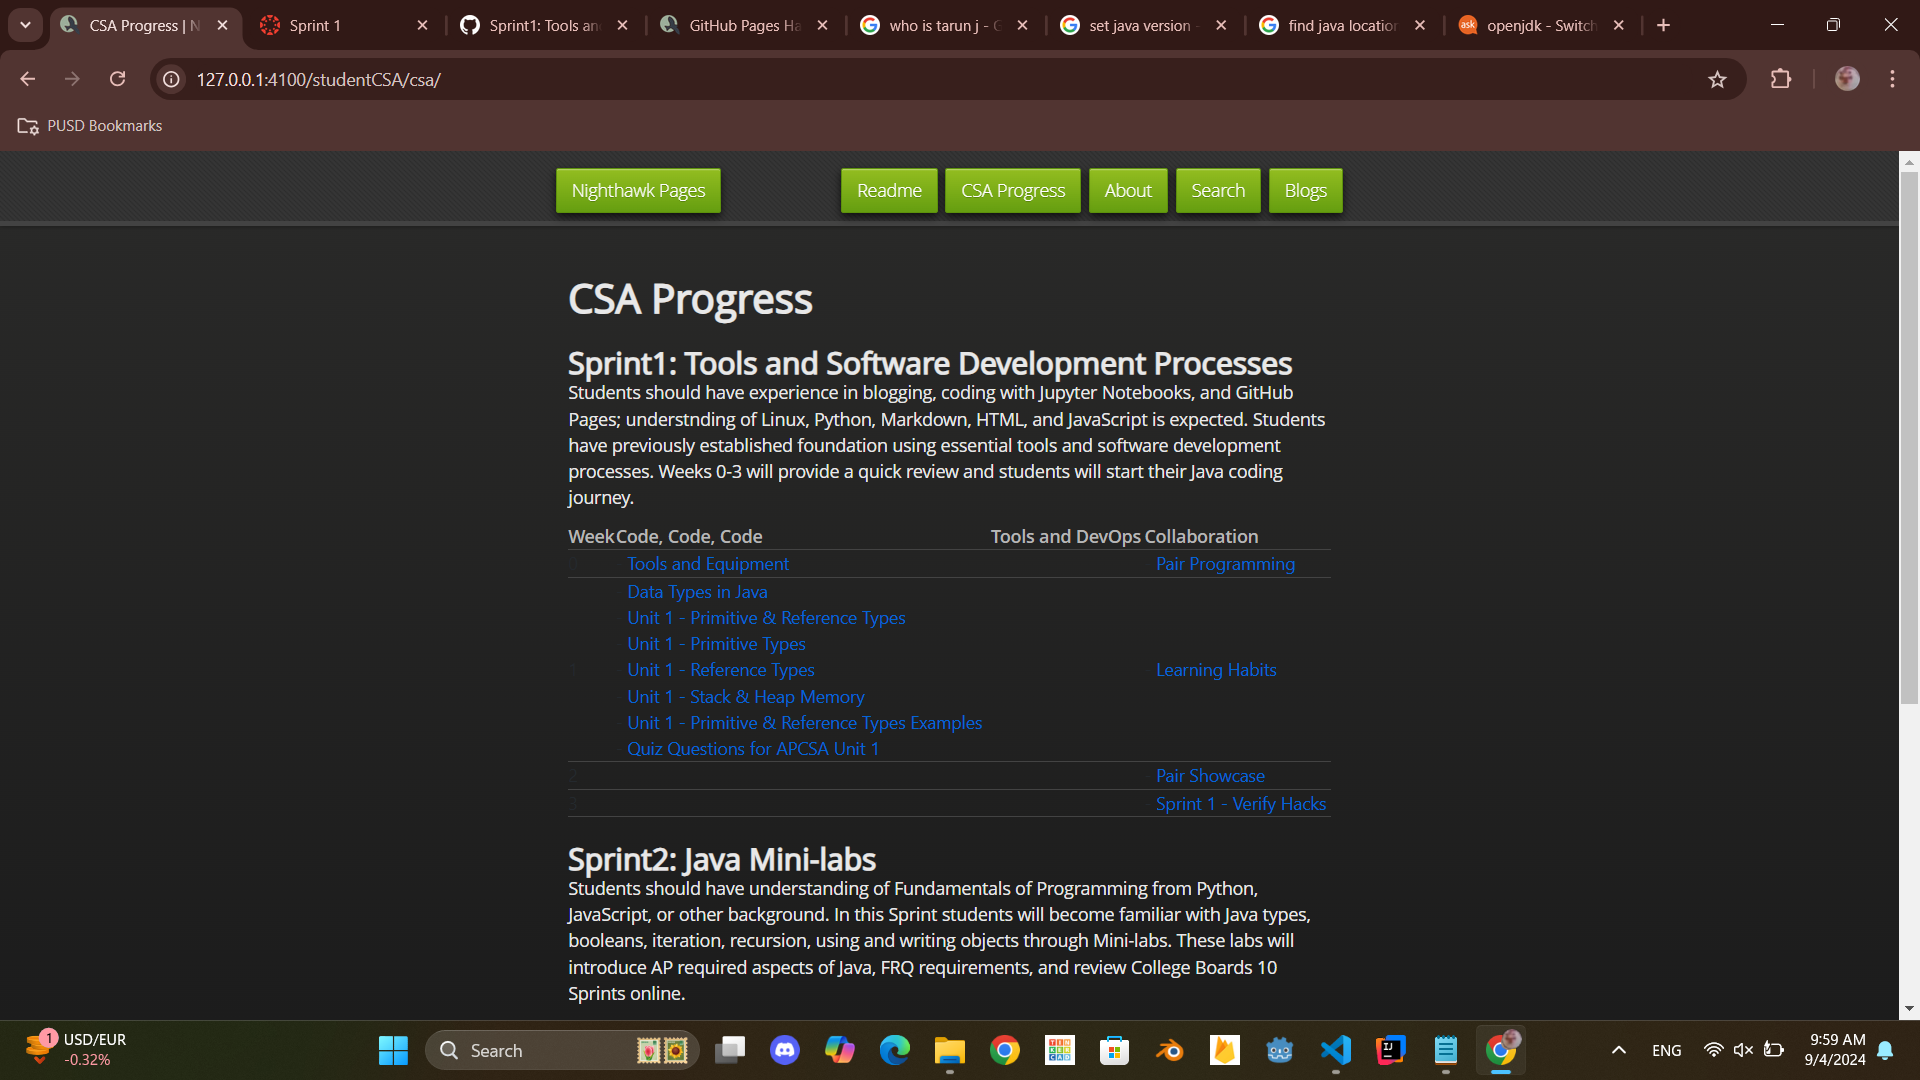 CSA Progress | N
Sprint 1
Sprint1: Tools an
GitHub Pages Ha
who is tarun j - G
set java version -
find java location
ask
openjdk - Switch
127.0.0.1:4100/studentCSA/csa/
PUSD Bookmarks
Nighthawk Pages
Readme
CSA Progress
About
Search
Blogs
CSA Progress
Sprint1: Tools and Software Development Processes
Students should have experience in blogging, coding with Jupyter Notebooks, and GitHub
Pages; understnding of Linux, Python, Markdown, HTML, and JavaScript is expected. Students
have previously established foundation using essential tools and software development
processes. Weeks 0-3 will provide a quick review and students will start their Java coding
journey.
Week Code, Code, Code Tools and DevOps Collaboration
0 Tools and Equipment Pair Programming
Data Types in Java
Unit 1 - Primitive & Reference Types
Unit 1 - Primitive Types
1 Unit 1 - Reference Types Learning Habits
Unit 1 - Stack & Heap Memory
Unit 1 - Primitive & Reference Types Examples
Quiz Questions for APCSA Unit 1
2 Pair Showcase
3 Sprint 1 - Verify Hacks
Sprint2: Java Mini-labs
Students should have understanding of Fundamentals of Programming from Python,
JavaScript, or other background. In this Sprint students will become familiar with Java types,
booleans, iteration, recursion, using and writing objects through Mini-labs. These labs will
introduce AP required aspects of Java, FRQ requirements, and review College Boards 10
Sprints online.
1
USD/EUR
-0.32%
Search
TINKERCAD
IJ
ENG
9:59 AM
9/4/2024